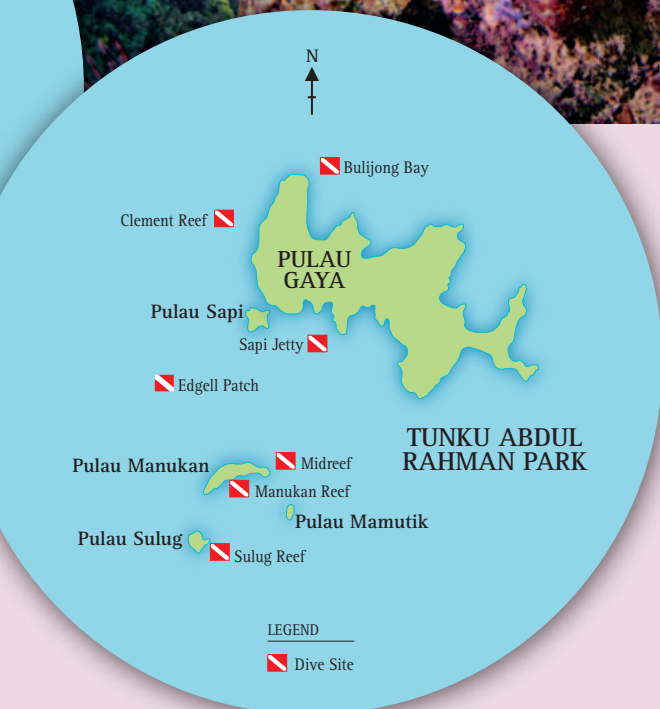 N
Bulijong Bay
Clement Reef
PULAU
GAYA
Pulau Sapi
Sapi Jetty
Edgell Patch
TUNKU ABDUL
RAHMAN PARK
Pulau Manukan
Midreef
Manukan Reef
Pulau Mamutik
Pulau Sulug
Sulug Reef
LEGEND
Dive Site